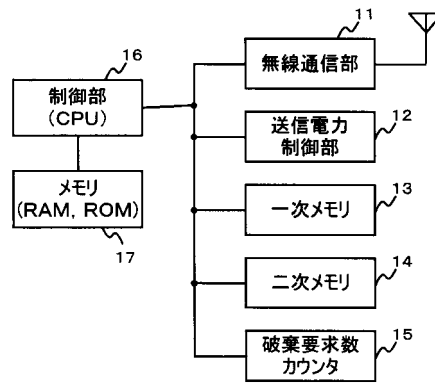 11
無線通信部
16
制御部
(CPU)
12
送信電力
制御部
メモリ
(RAM, ROM)
17
13
一次メモリ
14
二次メモリ
15
破棄要求数
カウンタ